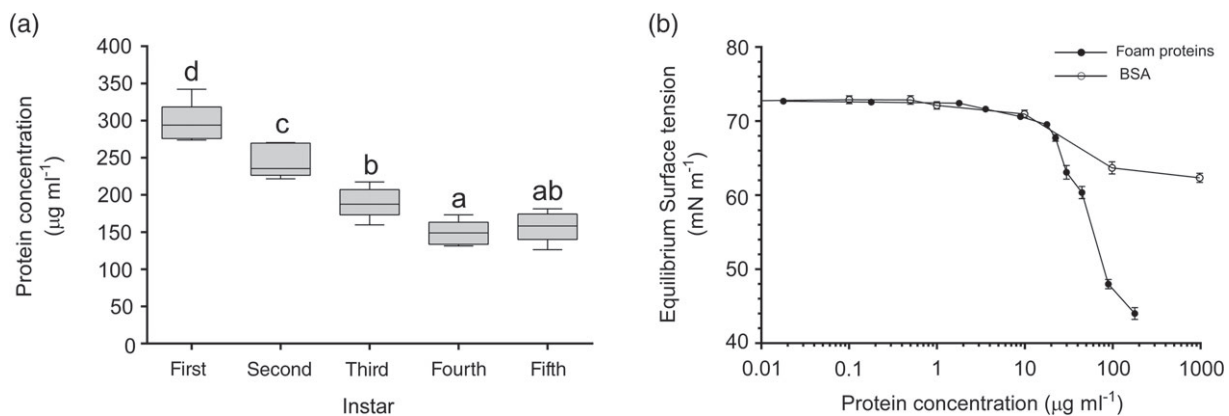 (a)
Protein concentration
(µg ml⁻¹)
400
350
300
250
200
150
100
50
0
d
c
b
a
ab
First
Second
Third
Fourth
Fifth
Instar
(b)
Equilibrium Surface tension
(mN m⁻¹)
80
72
60
50
40
Foam proteins
BSA
0.01
0.1
1
10
100
1000
Protein concentration (µg ml⁻¹)